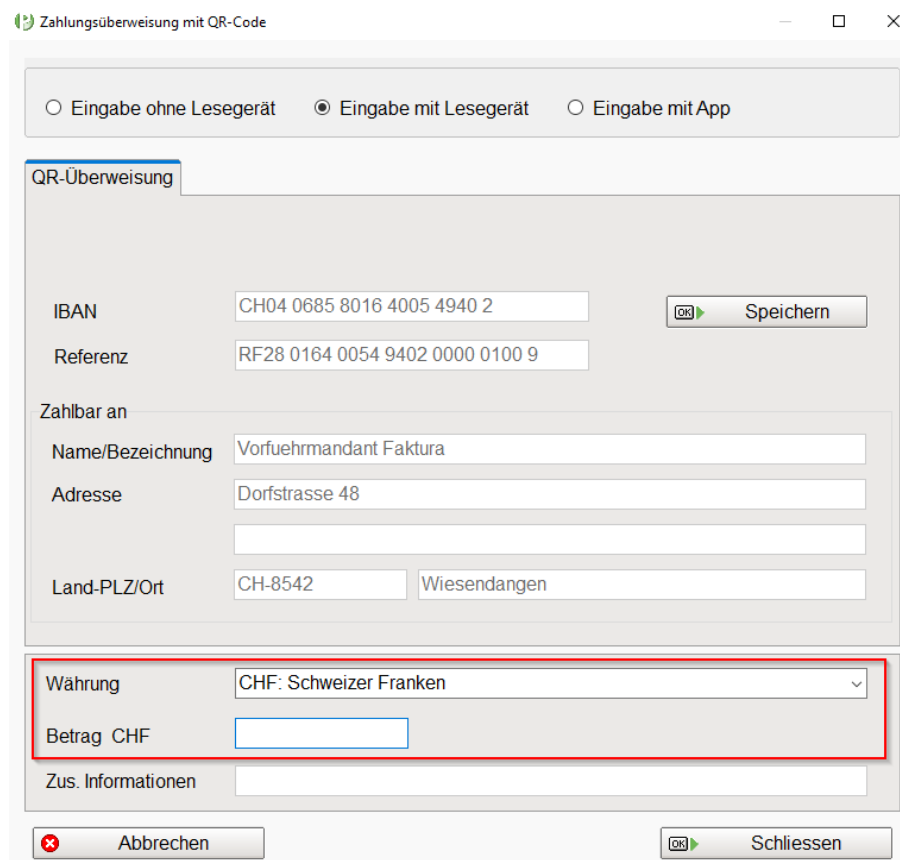 Zahlungsüberweisung mit QR-Code
Eingabe ohne Lesegerät Eingabe mit Lesegerät Eingabe mit App
QR-Überweisung
IBAN CH04 0685 8016 4005 4940 2 OK Speichern
Referenz RF28 0164 0054 9402 0000 0100 9
Zahlbar an
Name/Bezeichnung Vorfuehrmandant Faktura
Adresse Dorfstrasse 48
Land-PLZ/Ort CH-8542 Wiesendangen
Währung CHF: Schweizer Franken
Betrag CHF
Zus. Informationen
Abbrechen OK Schliessen